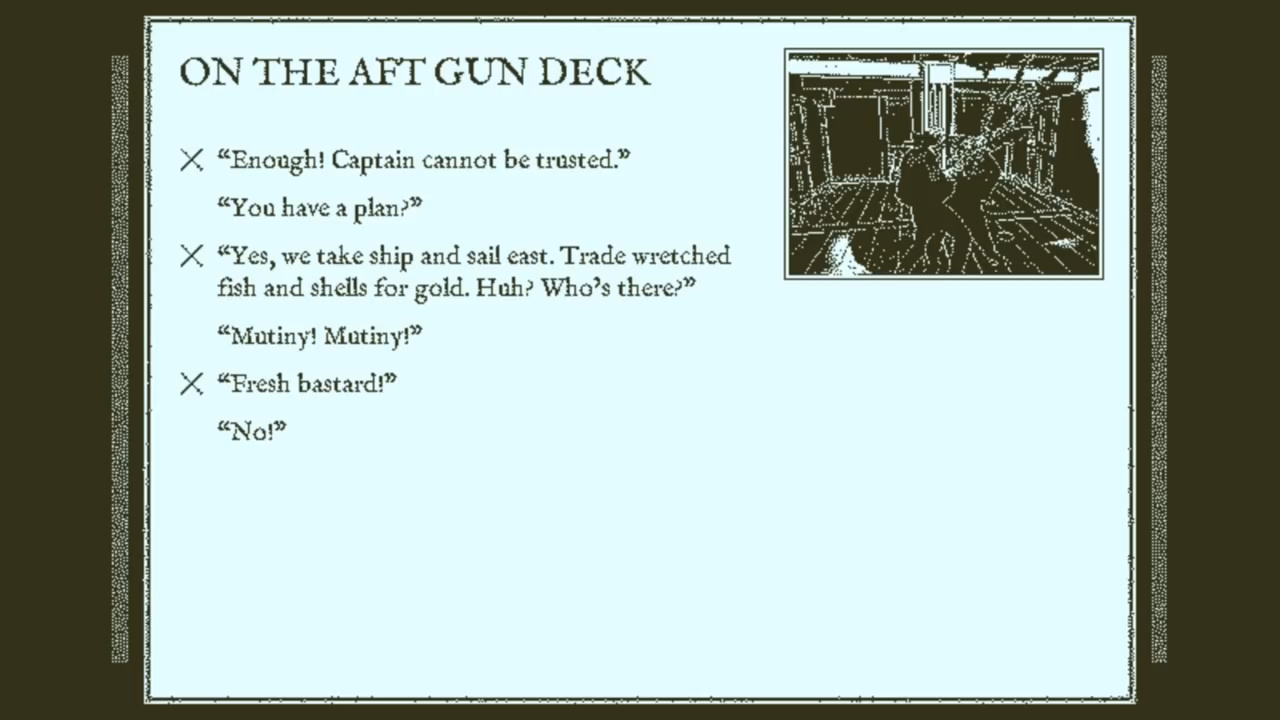 ON THE AFT GUN DECK
“Enough! Captain cannot be trusted.”
“You have a plan?”
“Yes, we take ship and sail east. Trade wretched
fish and shells for gold. Huh? Who’s there?”
“Mutiny! Mutiny!”
“Fresh bastard!”
“No!”